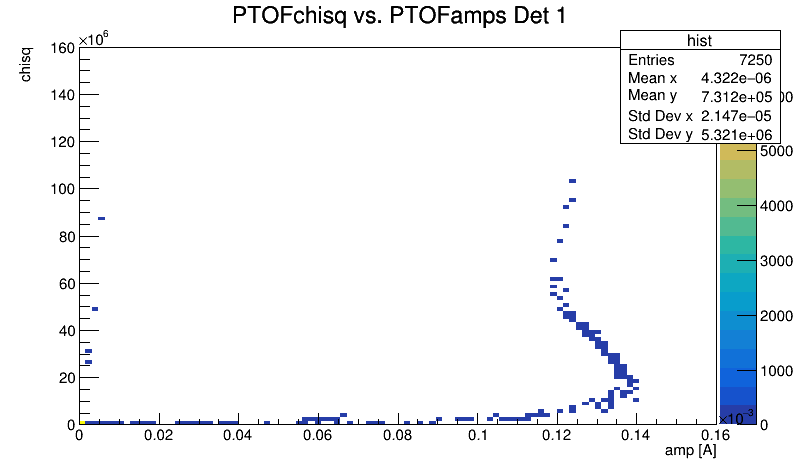 PTOFchisq vs. PTOFamps Det 1
×10⁶
chisq
hist
Entries 7250
Mean x 4.322e−06
Mean y 7.312e+05
Std Dev x 2.147e−05
Std Dev y 5.321e+06
160
140
120
100
80
60
40
20
0
5000
4000
3000
2000
1000
0
0 0.02 0.04 0.06 0.08 0.1 0.12 0.14 0.16
×10⁻³
amp [A]